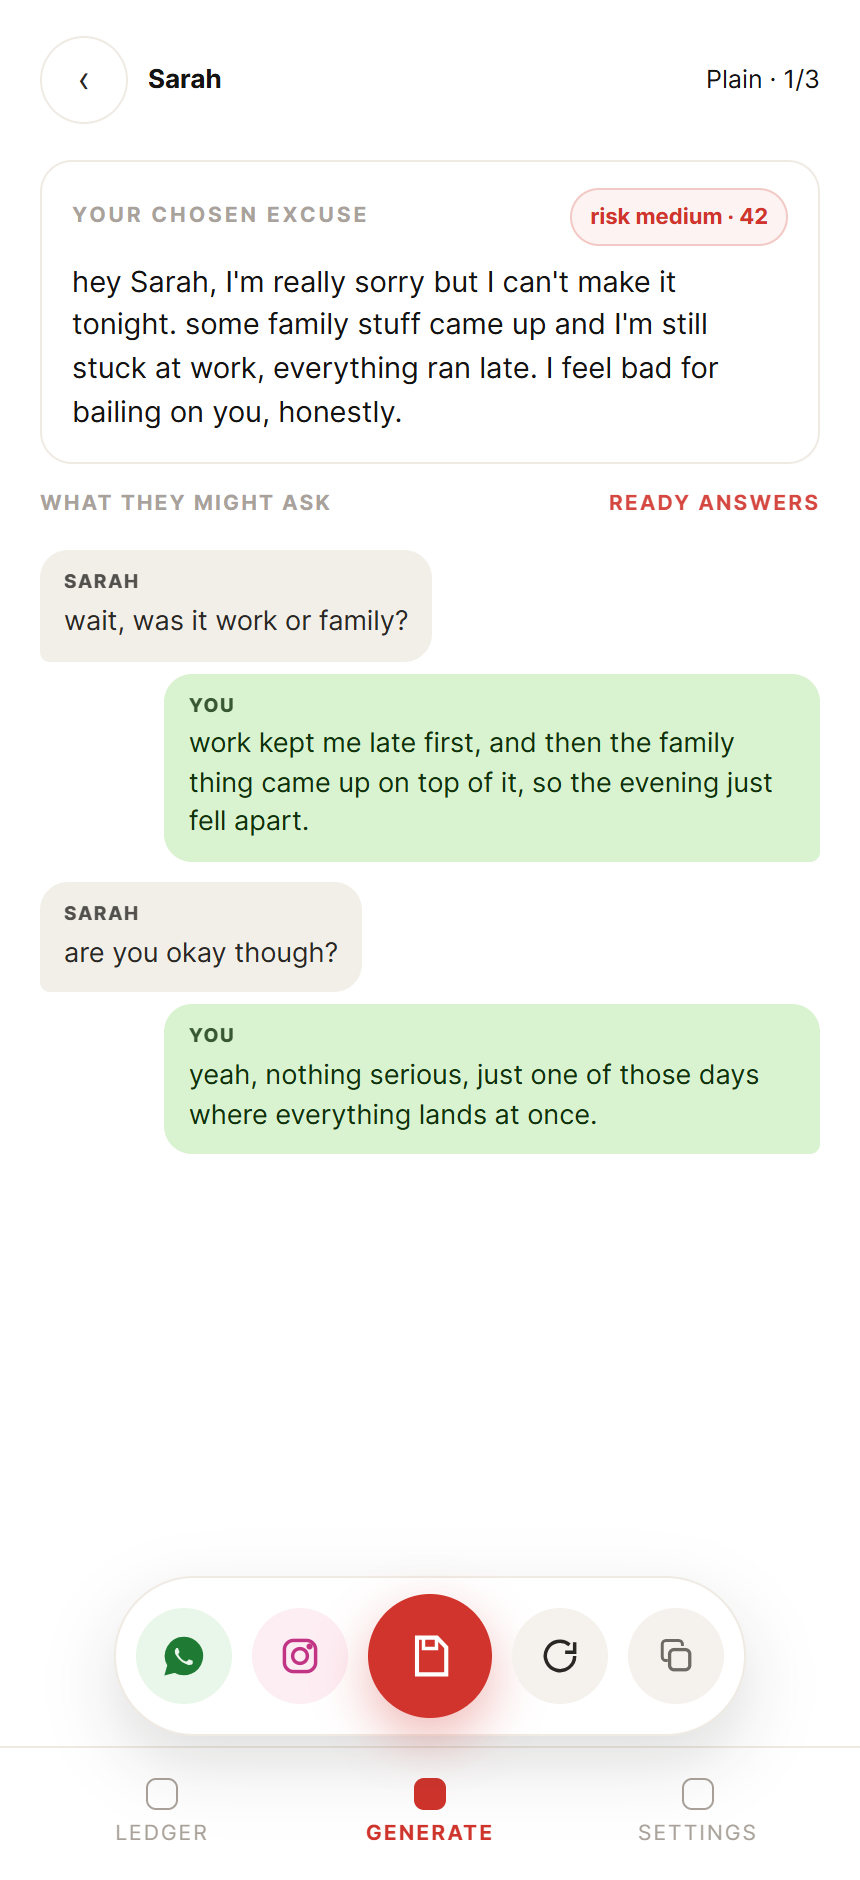 ‹
Sarah
Plain · 1/3
YOUR CHOSEN EXCUSE
risk medium · 42
hey Sarah, I'm really sorry but I can't make it
tonight. some family stuff came up and I'm still
stuck at work, everything ran late. I feel bad for
bailing on you, honestly.
WHAT THEY MIGHT ASK
READY ANSWERS
SARAH
wait, was it work or family?
YOU
work kept me late first, and then the family
thing came up on top of it, so the evening just
fell apart.
SARAH
are you okay though?
YOU
yeah, nothing serious, just one of those days
where everything lands at once.
LEDGER
GENERATE
SETTINGS